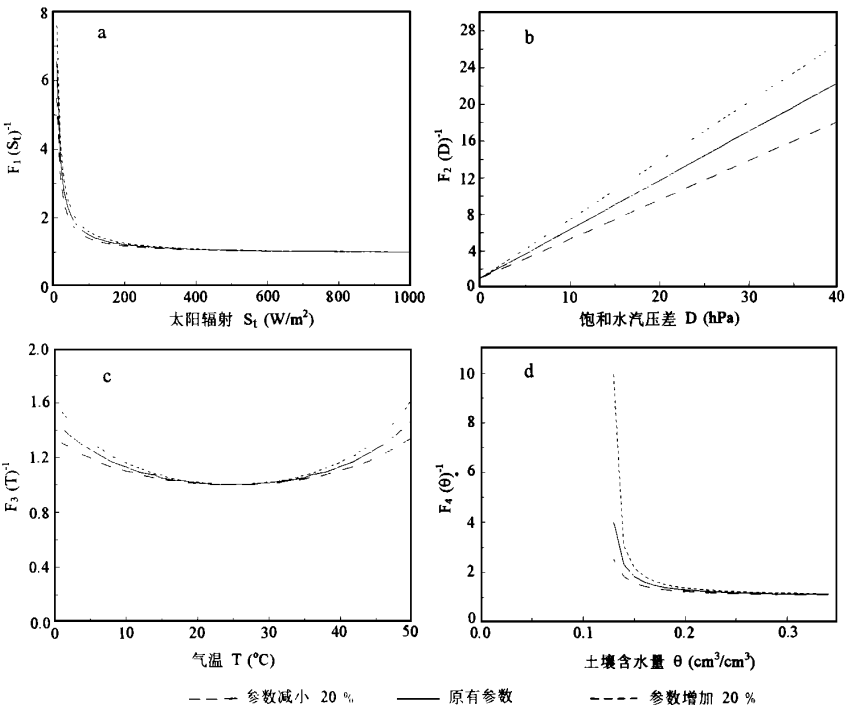 a
8
6
4
2
0
F₁ (Sₜ)⁻¹
0 200 400 600 800 1000
太阳辐射 Sₜ (W/m²)
b
28
24
20
16
12
8
4
0
F₂ (D)⁻¹
0 10 20 30 40
饱和水汽压差 D (hPa)
c
2.0
1.6
1.2
0.8
0.4
0.0
F₃ (T)⁻¹
0 10 20 30 40 50
气温 T (°C)
d
10
8
6
4
2
0
F₄ (θ)⁻¹
0.0 0.1 0.2 0.3
土壤含水量 θ (cm³/cm³)
参数减小 20 % 原有参数 参数增加 20 %